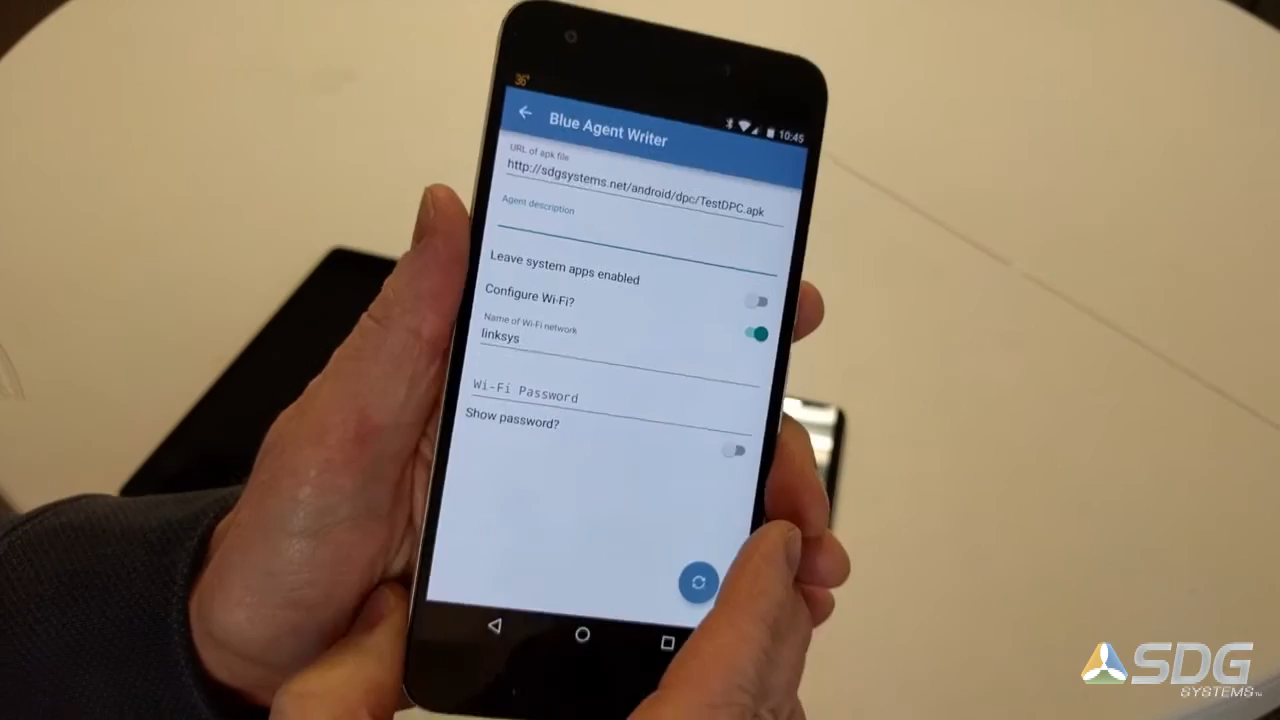 36°
10:45
Blue Agent Writer
URL of apk file
http://sdgsystems.net/android/dpc/TestDPC.apk
Agent description
Leave system apps enabled
Configure Wi-Fi?
Name of Wi-Fi network
linksys
Wi-Fi Password
Show password?
SDG
SYSTEMS™